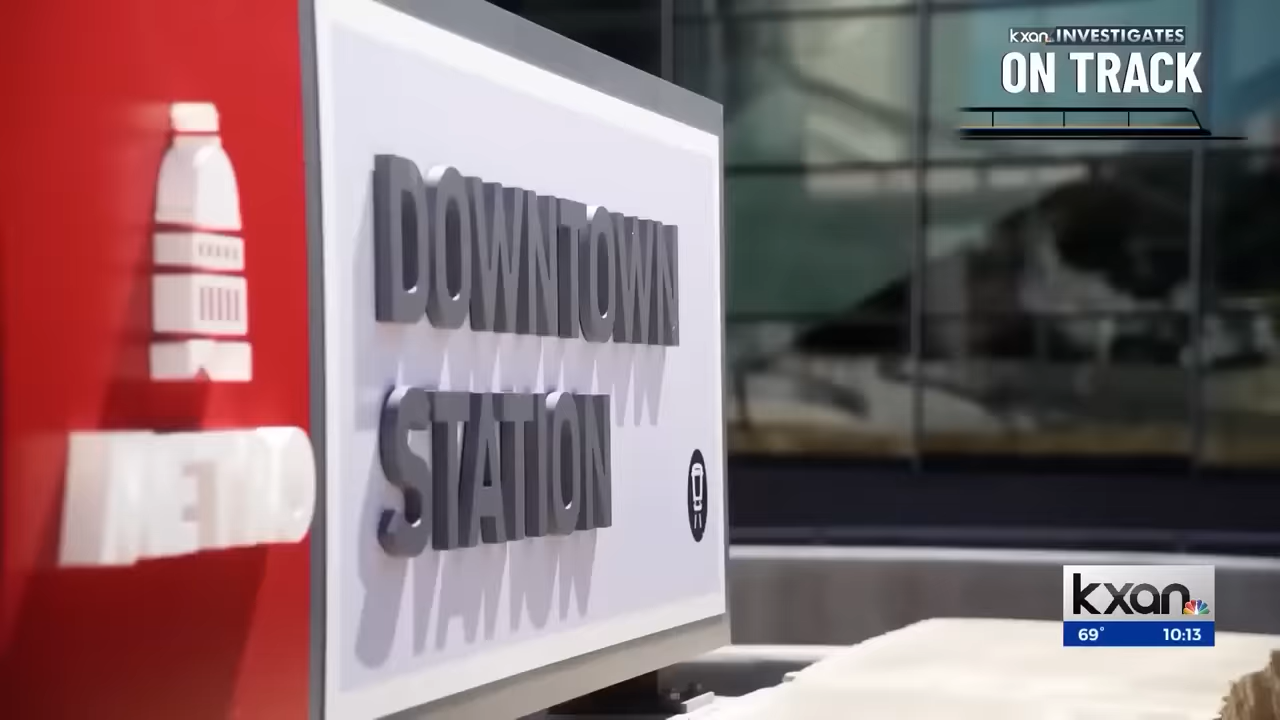 kxan INVESTIGATES
ON TRACK
DOWNTOWN
STATION
METRO
kxan
69° 10:13